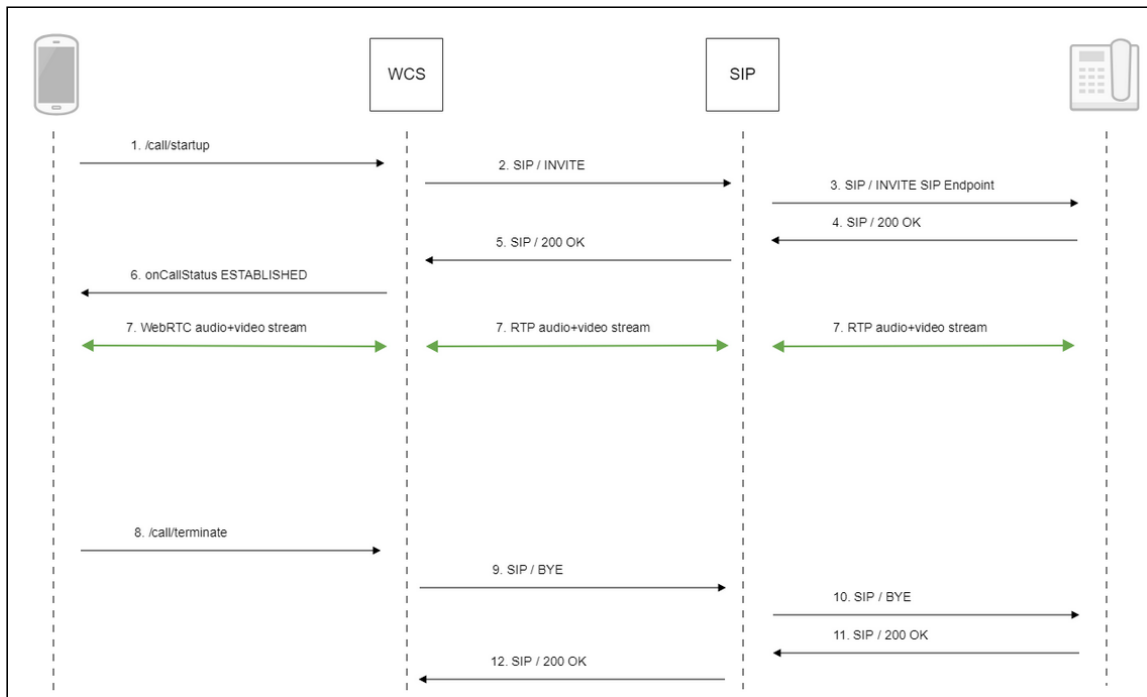 WCS
SIP
1. /call/startup
2. SIP / INVITE
3. SIP / INVITE SIP Endpoint
4. SIP / 200 OK
5. SIP / 200 OK
6. onCallStatus ESTABLISHED
7. WebRTC audio+video stream
7. RTP audio+video stream
7. RTP audio+video stream
8. /call/terminate
9. SIP / BYE
10. SIP / BYE
11. SIP / 200 OK
12. SIP / 200 OK